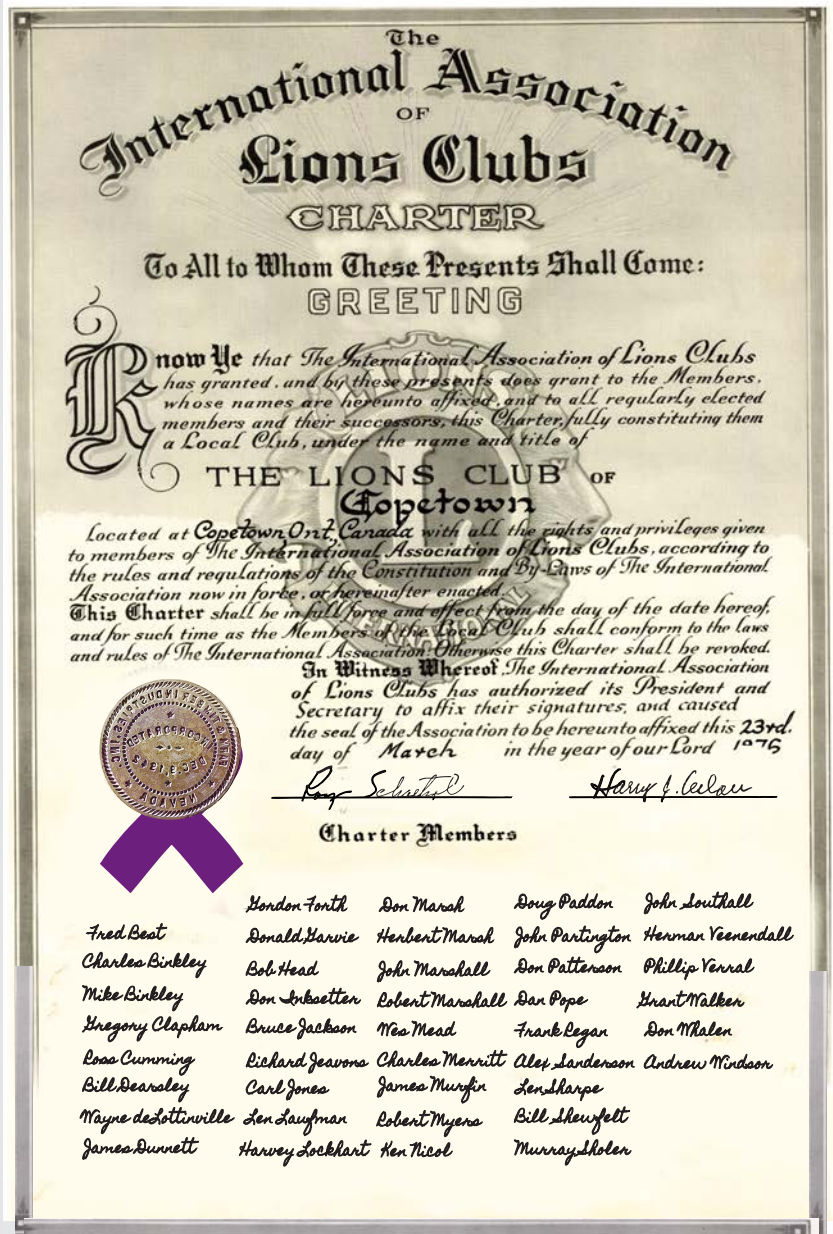 The
International Association
OF
Lions Clubs
CHARTER
To All to Whom These Presents Shall Come:
GREETING
Know Ye that The International Association of Lions Clubs
has granted, and by these presents does grant to the Members,
whose names are hereunto affixed, and to all regularly elected
members and their successors, this Charter, fully constituting them
a Local Club, under the name and title of
THE LIONS CLUB OF
Copetown
Located at Copetown Ont, Canada with all the rights and privileges given
to members of The International Association of Lions Clubs, according to
the rules and regulations of the Constitution and By-Laws of The International
Association now in force, or hereinafter enacted.
This Charter shall be in full force and effect from the day of the date hereof,
and for such time as the Members of the Local Club shall conform to the laws
and rules of The International Association: Otherwise this Charter shall be revoked.
In Witness Whereof, The International Association
of Lions Clubs has authorized its President and
Secretary to affix their signatures, and caused
the seal of the Association to be hereunto affixed this 23rd.
day of March in the year of our Lord 1976
INCORPORATED
NEVADA
Roy Schaetzel Harry J. Aslan
Charter Members
Fred Best
Charles Binkley
Mike Binkley
Gregory Clapham
Ross Cumming
Bill Dearsley
Wayne deLottinville
James Dunnett
Gordon Forth
Donald Garvie
Bob Head
Don Inksetter
Bruce Jackson
Richard Jeavons
Carl Jones
Len Laufman
Harvey Lockhart
Don Marsh
Herbert Marsh
John Marshall
Robert Marshall
Wes Mead
Charles Merritt
James Murfin
Robert Myers
Ken Nicol
Doug Paddon
John Partington
Don Patterson
Dan Pope
Frank Regan
Alex Sanderson
Len Sharpe
Bill Shewfelt
Murray Sholer
John Southall
Herman Veenendall
Phillip Verral
Grant Walker
Don Whalen
Andrew Windsor